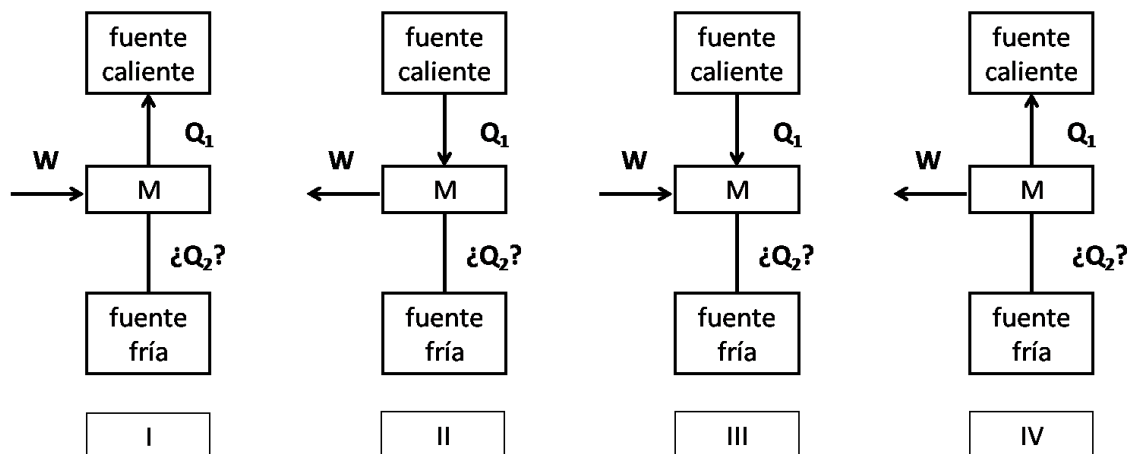 fuente
caliente
Q₁
W
M
¿Q₂?
fuente
fría
I
fuente
caliente
Q₁
W
M
¿Q₂?
fuente
fría
II
fuente
caliente
Q₁
W
M
¿Q₂?
fuente
fría
III
fuente
caliente
Q₁
W
M
¿Q₂?
fuente
fría
IV